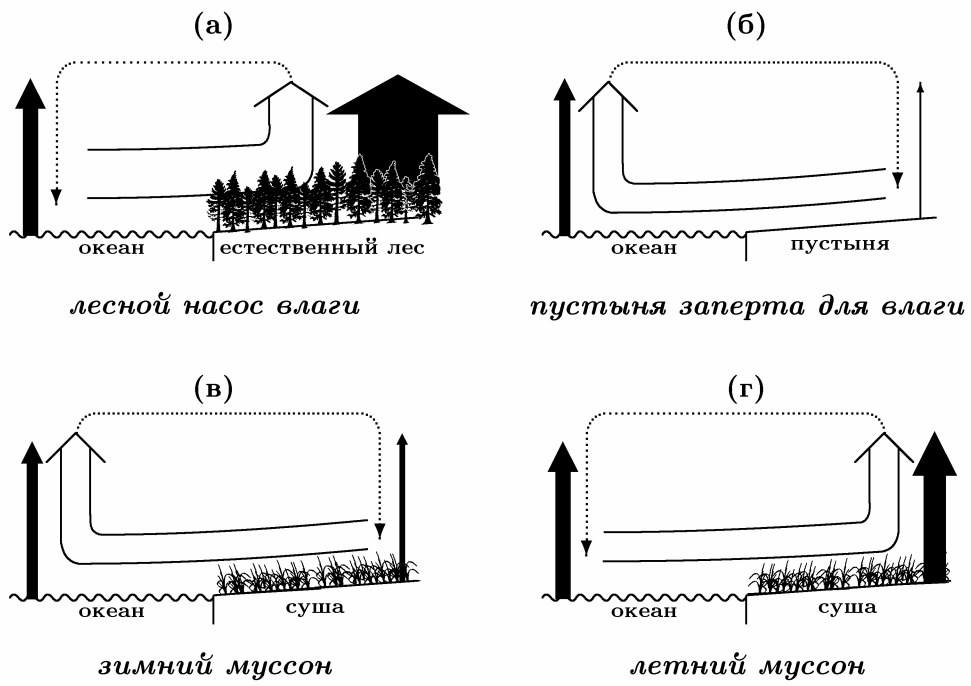 (а)
(б)
океан
естественный лес
океан
пустыня
лесной насос влаги
пустыня заперта для влаги
(в)
(г)
океан
суша
океан
суша
зимний муссон
летний муссон